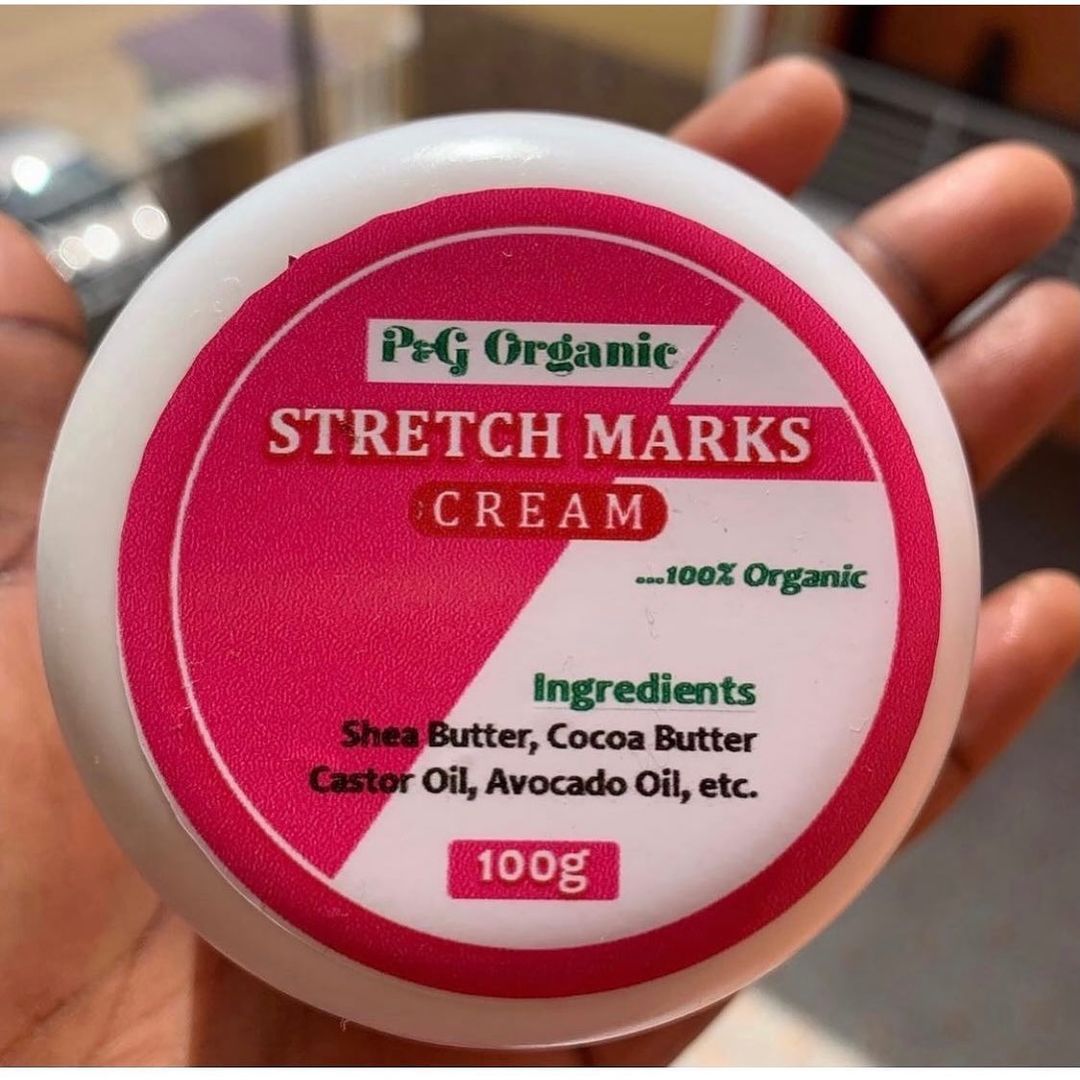 P&G Organic
STRETCH MARKS
CREAM
...100% Organic
Ingredients
Shea Butter, Cocoa Butter
Castor Oil, Avocado Oil, etc.
100g